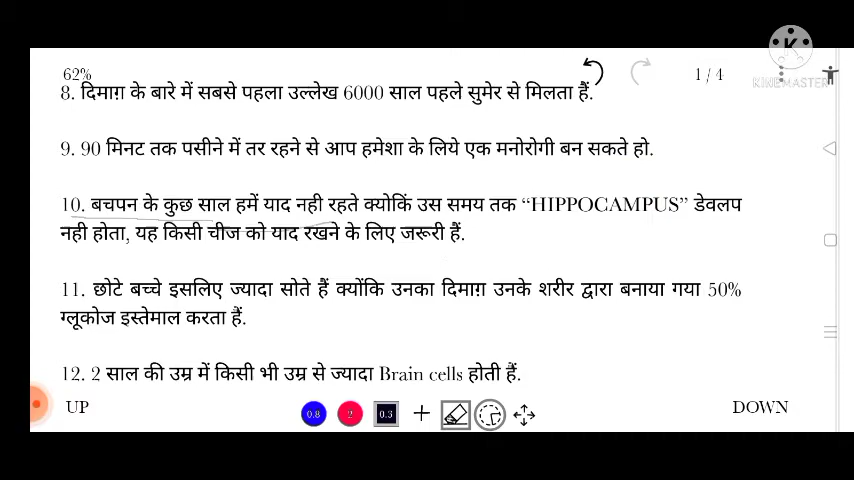 62%
1 / 4
KINEMASTER
8. दिमाग़ के बारे में सबसे पहला उल्लेख 6000 साल पहले सुमेर से मिलता हैं.
9. 90 मिनट तक पसीने में तर रहने से आप हमेशा के लिये एक मनोरोगी बन सकते हो.
10. बचपन के कुछ साल हमें याद नही रहते क्योकिं उस समय तक “HIPPOCAMPUS” डेवलप
नही होता, यह किसी चीज को याद रखने के लिए जरूरी हैं.
11. छोटे बच्चे इसलिए ज्यादा सोते हैं क्योंकि उनका दिमाग़ उनके शरीर द्वारा बनाया गया 50%
ग्लूकोज इस्तेमाल करता हैं.
12. 2 साल की उम्र में किसी भी उम्र से ज्यादा Brain cells होती हैं.
UP
0.8
2
0.3
DOWN